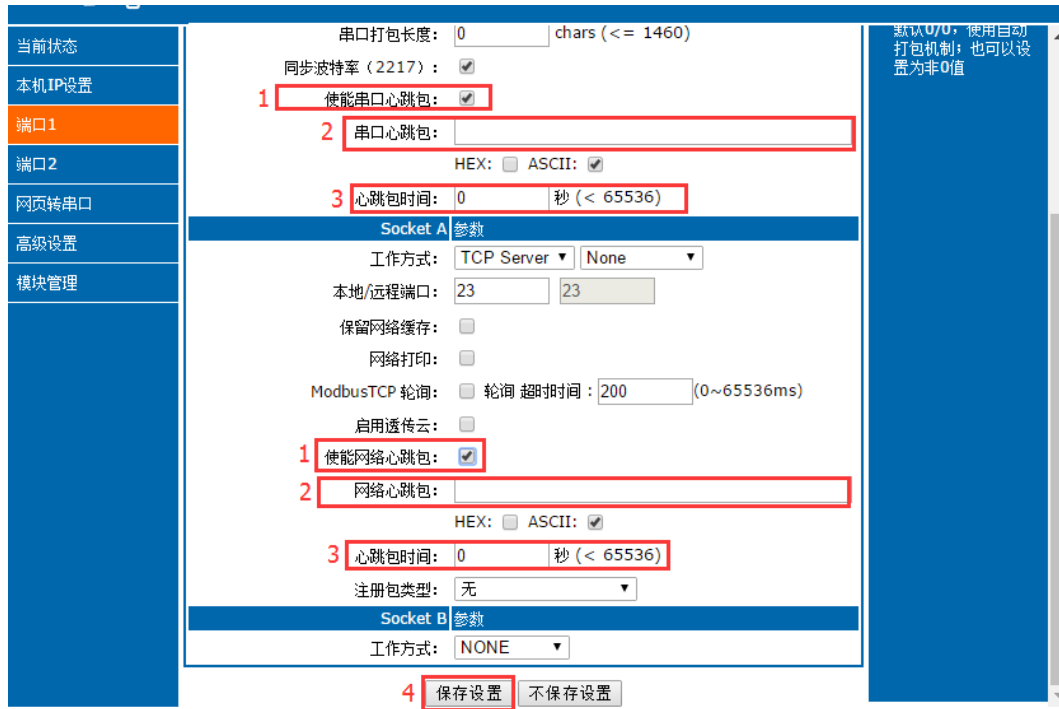 当前状态
本机IP设置
端口1
端口2
网页转串口
高级设置
模块管理
串口打包长度： 0 chars (<= 1460)
同步波特率（2217）：
1 使能串口心跳包：
2 串口心跳包：
HEX: ASCII:
3 心跳包时间： 0 秒 (< 65536)
Socket A 参数
工作方式： TCP Server ▼ None ▼
本地/远程端口： 23 23
保留网络缓存：
网络打印：
ModbusTCP 轮询： 轮询 超时时间：200 (0~65536ms)
启用透传云：
1 使能网络心跳包：
2 网络心跳包：
HEX: ASCII:
3 心跳包时间： 0 秒 (< 65536)
注册包类型： 无 ▼
Socket B 参数
工作方式： NONE ▼
4 保存设置 不保存设置
默认0/0，使用自动
打包机制；也可以设
置为非0值